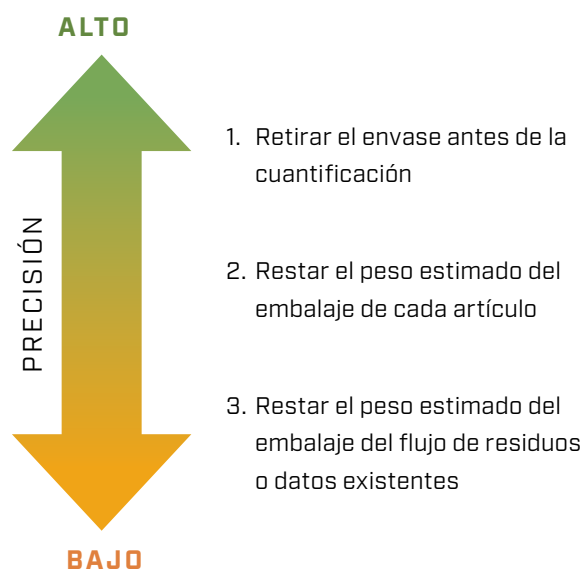 ALTO
PRECISIÓN
1. Retirar el envase antes de la
cuantificación
2. Restar el peso estimado del
embalaje de cada artículo
3. Restar el peso estimado del
embalaje del flujo de residuos
o datos existentes
BAJO